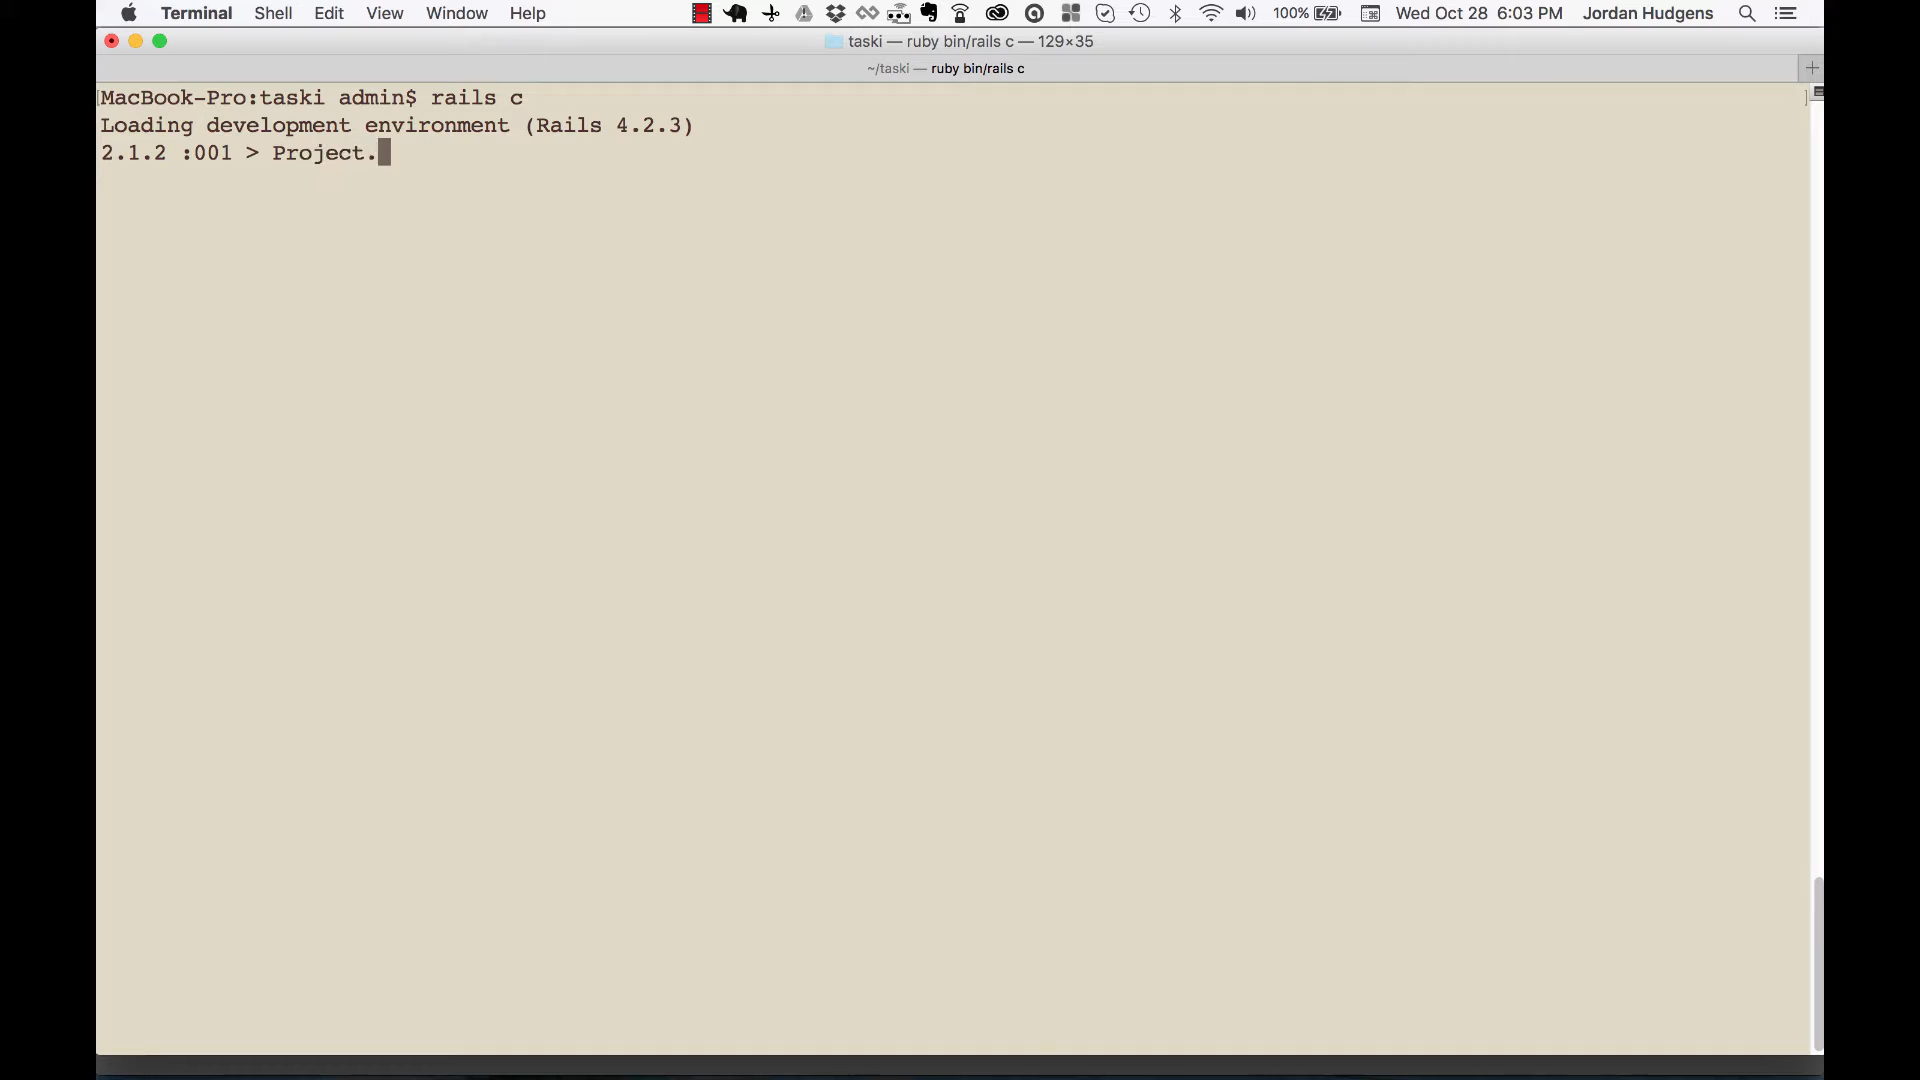 Terminal Shell Edit View Window Help 100% Wed Oct 28 6:03 PM Jordan Hudgens
taski — ruby bin/rails c — 129×35
~/taski — ruby bin/rails c
MacBook-Pro:taski admin$ rails c
Loading development environment (Rails 4.2.3)
2.1.2 :001 > Project.